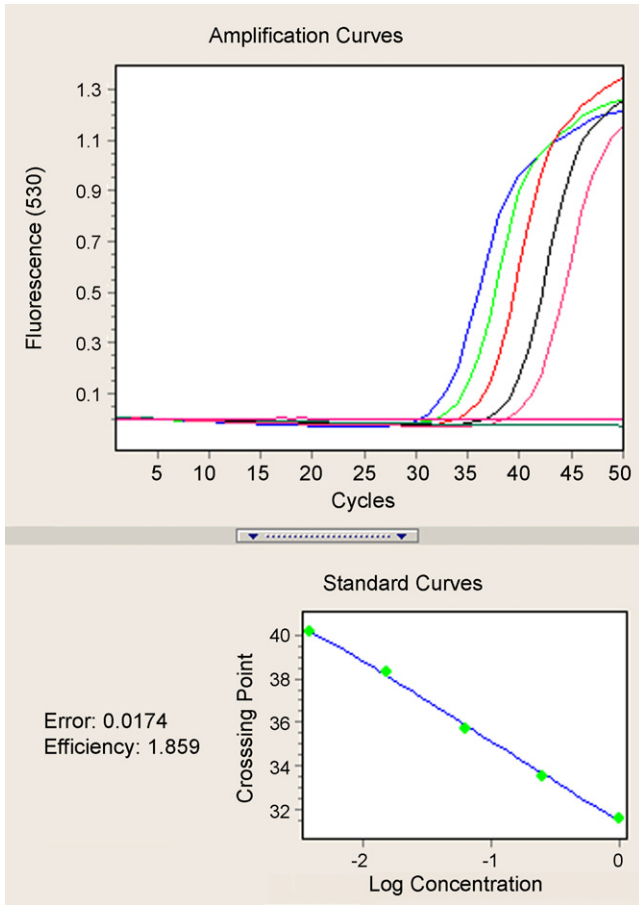 Amplification Curves
Fluorescence (530)
1.3
1.1
0.9
0.7
0.5
0.3
0.1
5 10 15 20 25 30 35 40 45 50
Cycles
Standard Curves
Error: 0.0174
Efficiency: 1.859
Crosssing Point
40
38
36
34
32
-2 -1 0
Log Concentration